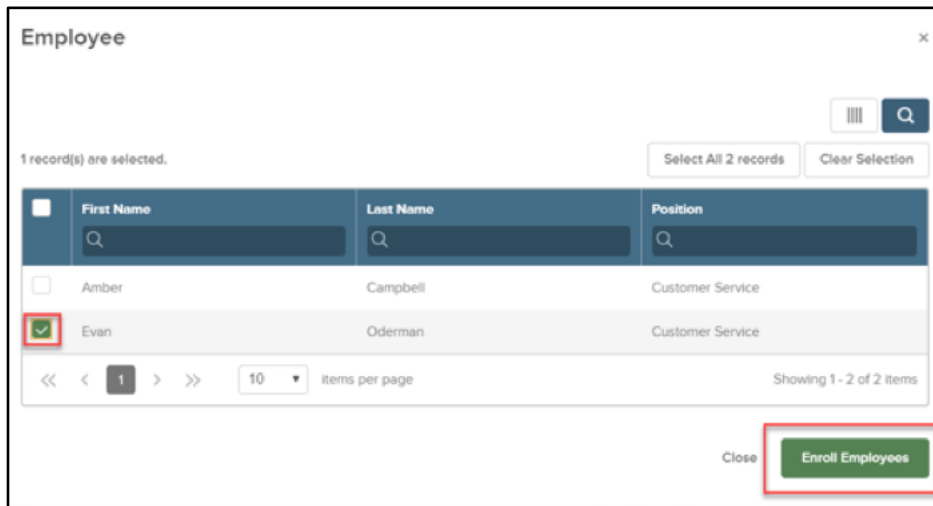 Employee ×
1 record(s) are selected. Select All 2 records Clear Selection
First Name Last Name Position
Amber Campbell Customer Service
Evan Oderman Customer Service
« < 1 > » 10 items per page Showing 1 - 2 of 2 items
Close Enroll Employees